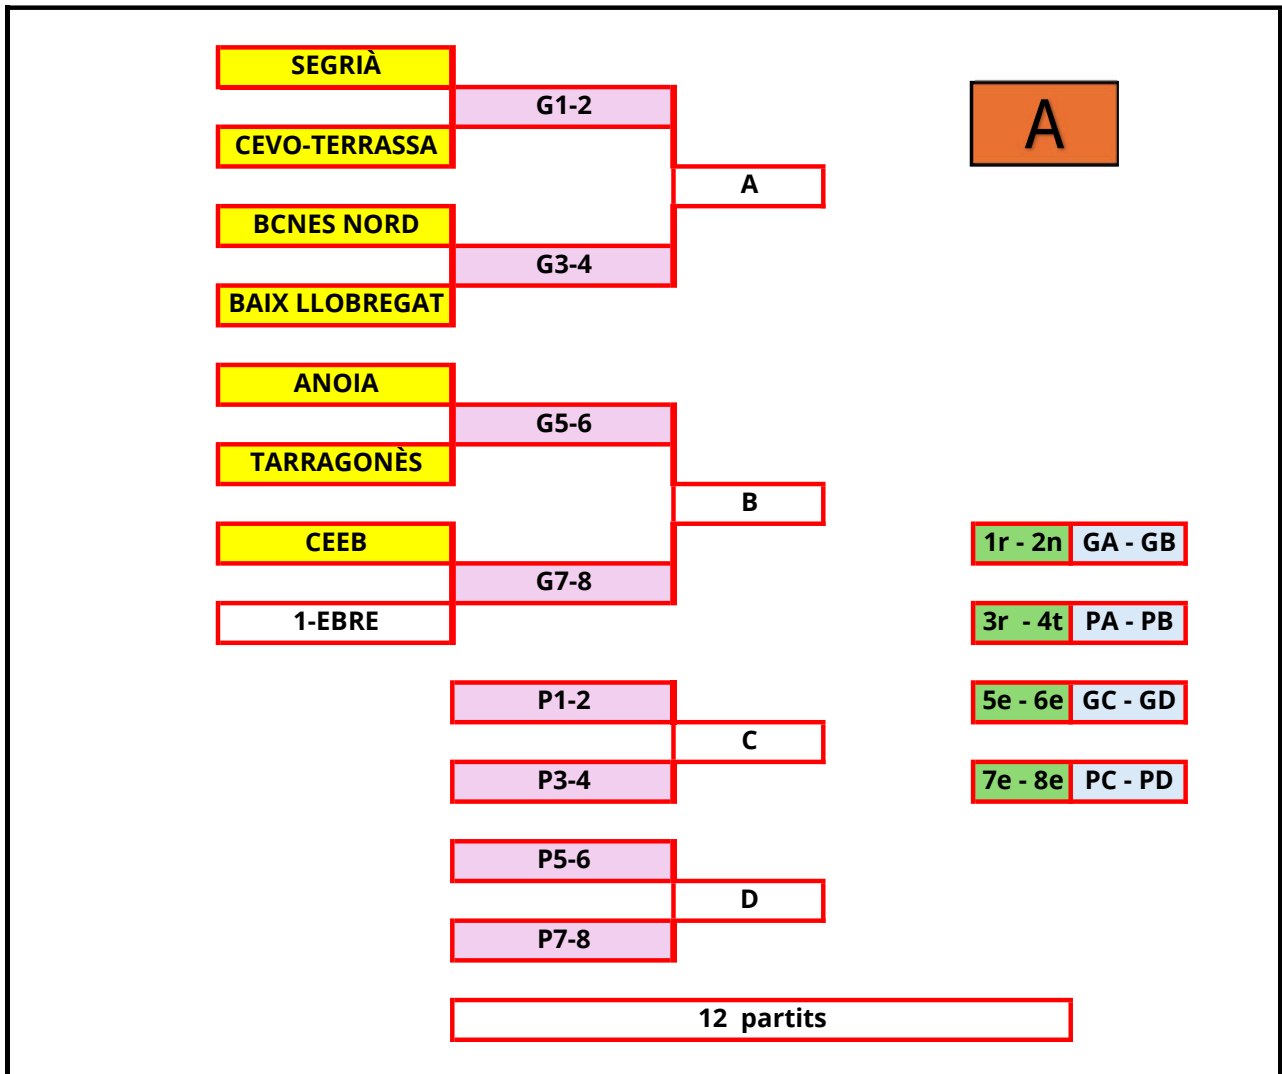 SEGRIÀ
G1-2
A
CEVO-TERRASSA
A
BCNES NORD
G3-4
BAIX LLOBREGAT
ANOIA
G5-6
TARRAGONÈS
B
CEEB
1r - 2n GA - GB
G7-8
1-EBRE
3r - 4t PA - PB
P1-2
5e - 6e GC - GD
C
P3-4
7e - 8e PC - PD
P5-6
D
P7-8
12 partits